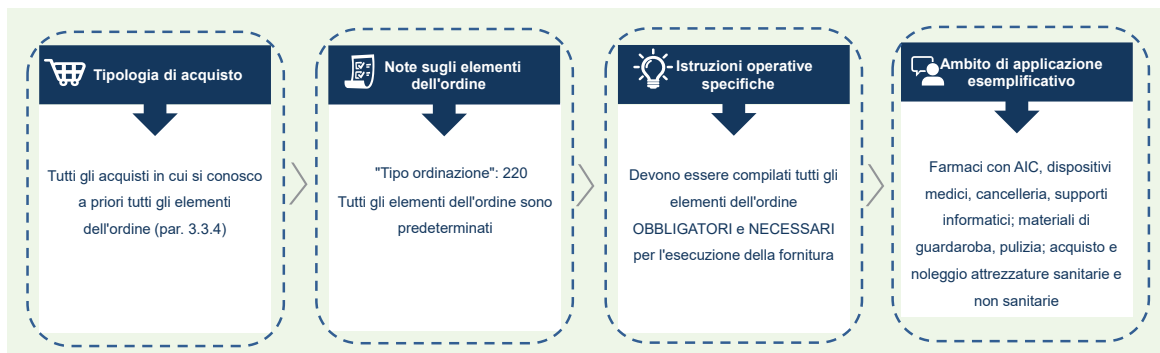 Tipologia di acquisto
Tutti gli acquisti in cui si conosco
a priori tutti gli elementi
dell'ordine (par. 3.3.4)
Note sugli elementi
dell'ordine
"Tipo ordinazione": 220
Tutti gli elementi dell'ordine sono
predeterminati
Istruzioni operative
specifiche
Devono essere compilati tutti gli
elementi dell'ordine
OBBLIGATORI e NECESSARI
per l'esecuzione della fornitura
Ambito di applicazione
esemplificativo
Farmaci con AIC, dispositivi
medici, cancelleria, supporti
informatici; materiali di
guardaroba, pulizia; acquisto e
noleggio attrezzature sanitarie e
non sanitarie